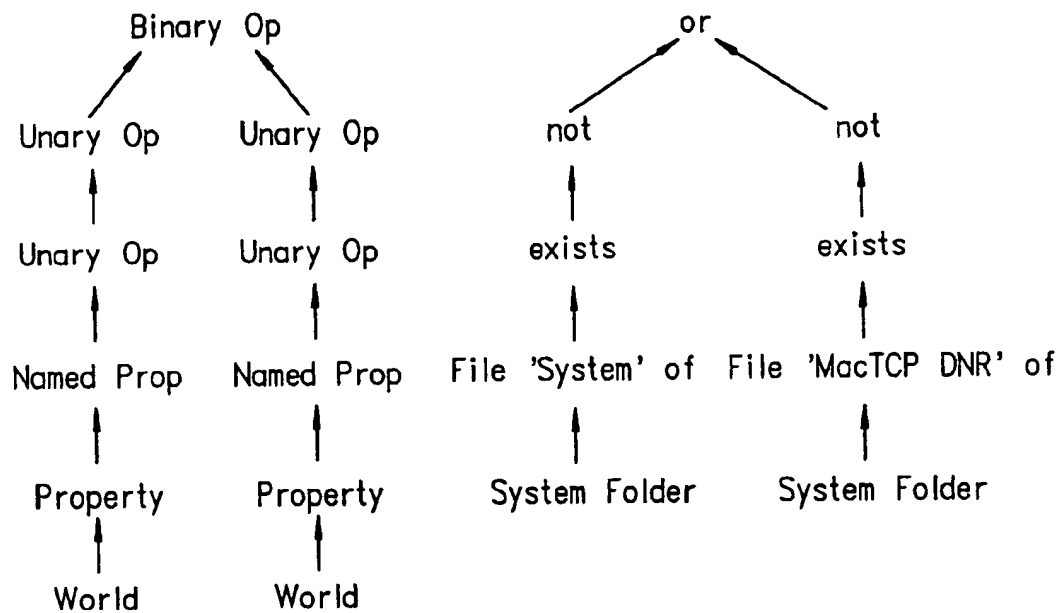 Binary Op or
Unary Op Unary Op not not
Unary Op Unary Op exists exists
Named Prop Named Prop File 'System' of File 'MacTCP DNR' of
Property Property System Folder System Folder
World World